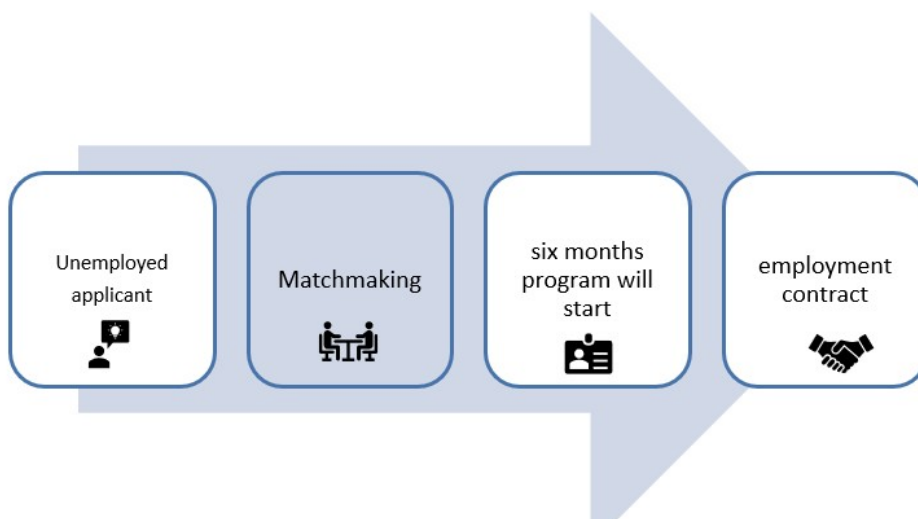 Unemployed
applicant
Matchmaking
six months
program will
start
employment
contract